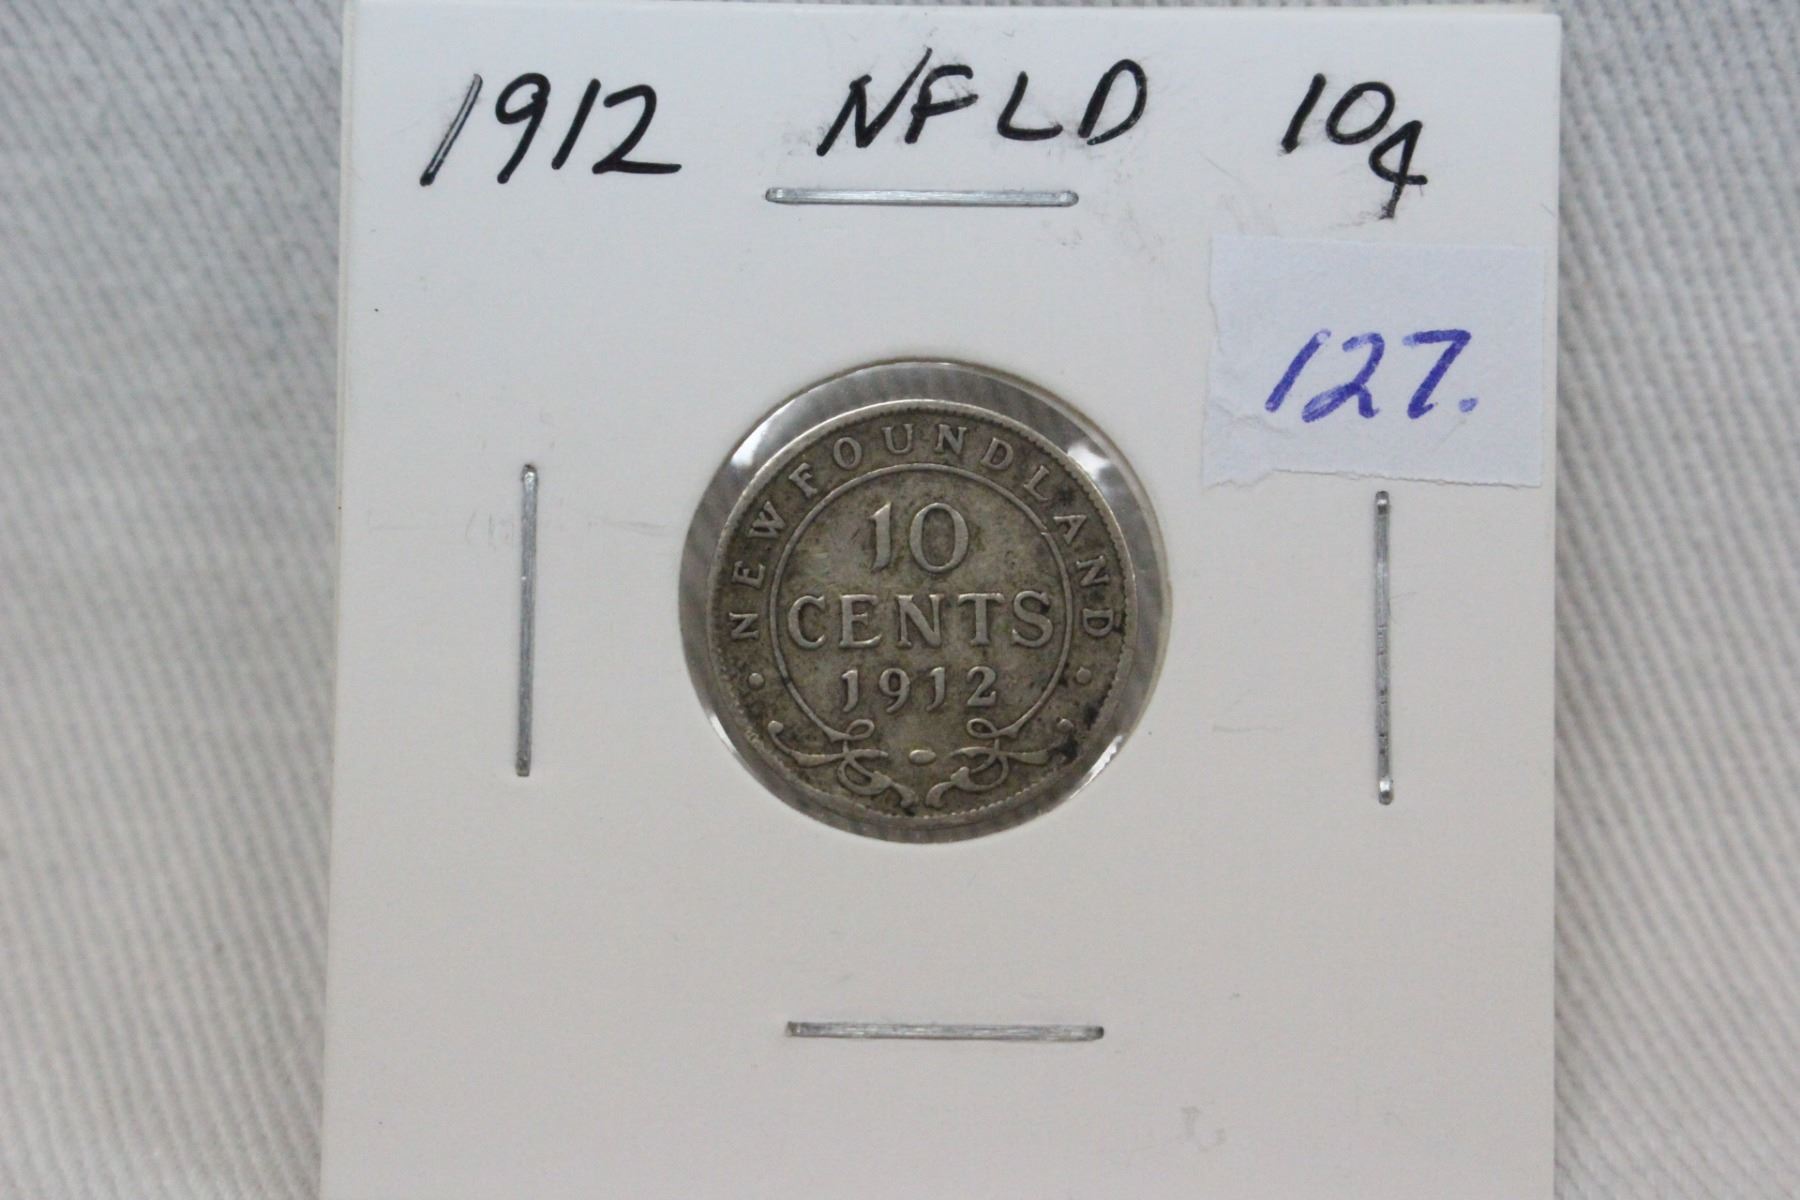 1912 NFLD 10¢
127.
NEWFOUNDLAND
10
CENTS
1912